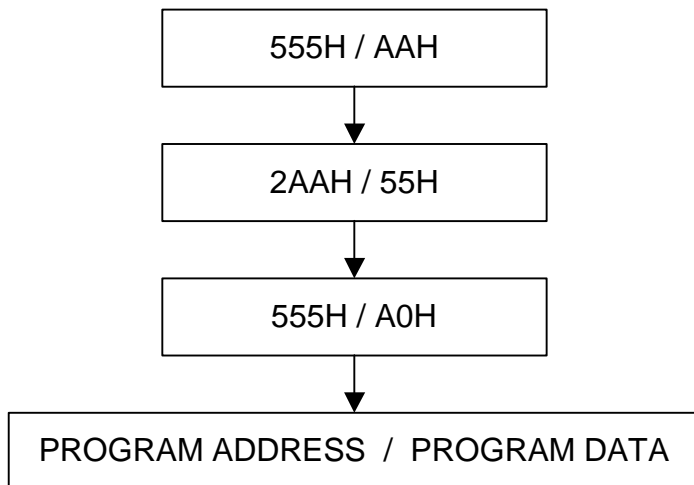 555H / AAH
2AAH / 55H
555H / A0H
PROGRAM ADDRESS / PROGRAM DATA